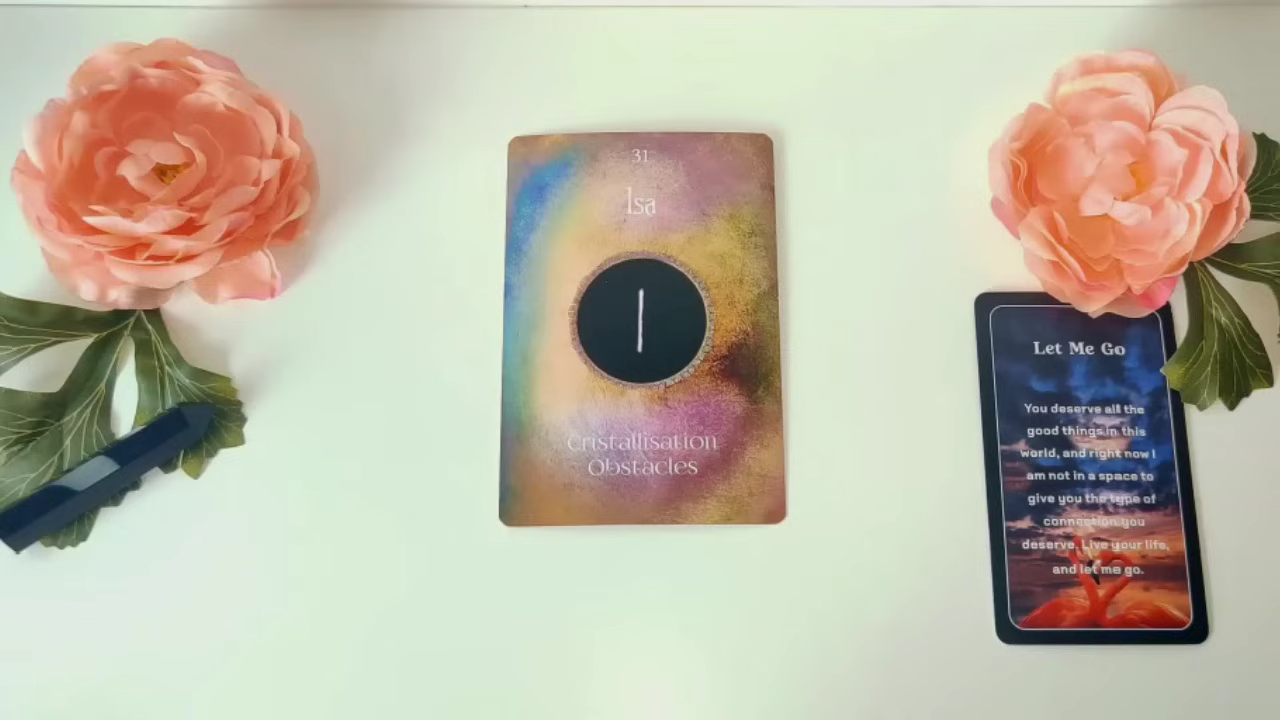 31
Isa
Cristallisation
Obstacles
Let Me Go
You deserve all the
good things in this
world, and right now I
am not in a space to
give you the type of
connection you
deserve. Live your life,
and let me go.